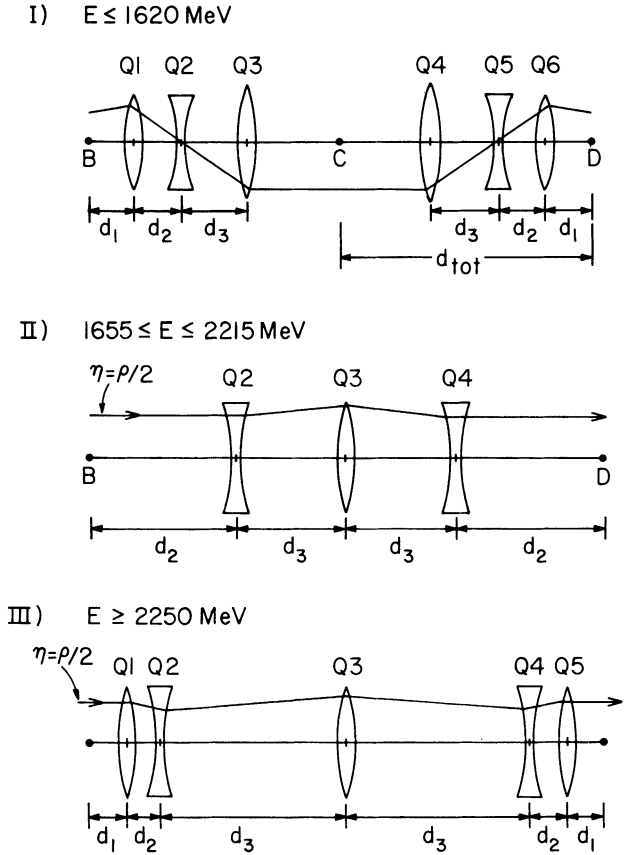 I) E ≤ 1620 MeV
Q1 Q2 Q3 Q4 Q5 Q6
B C D
d₁ d₂ d₃ d₃ d₂ d₁
d_tot
II) 1655 ≤ E ≤ 2215 MeV
η=ρ/2 Q2 Q3 Q4
B D
d₂ d₃ d₃ d₂
III) E ≥ 2250 MeV
η=ρ/2 Q1 Q2 Q3 Q4 Q5
d₁ d₂ d₃ d₃ d₂ d₁